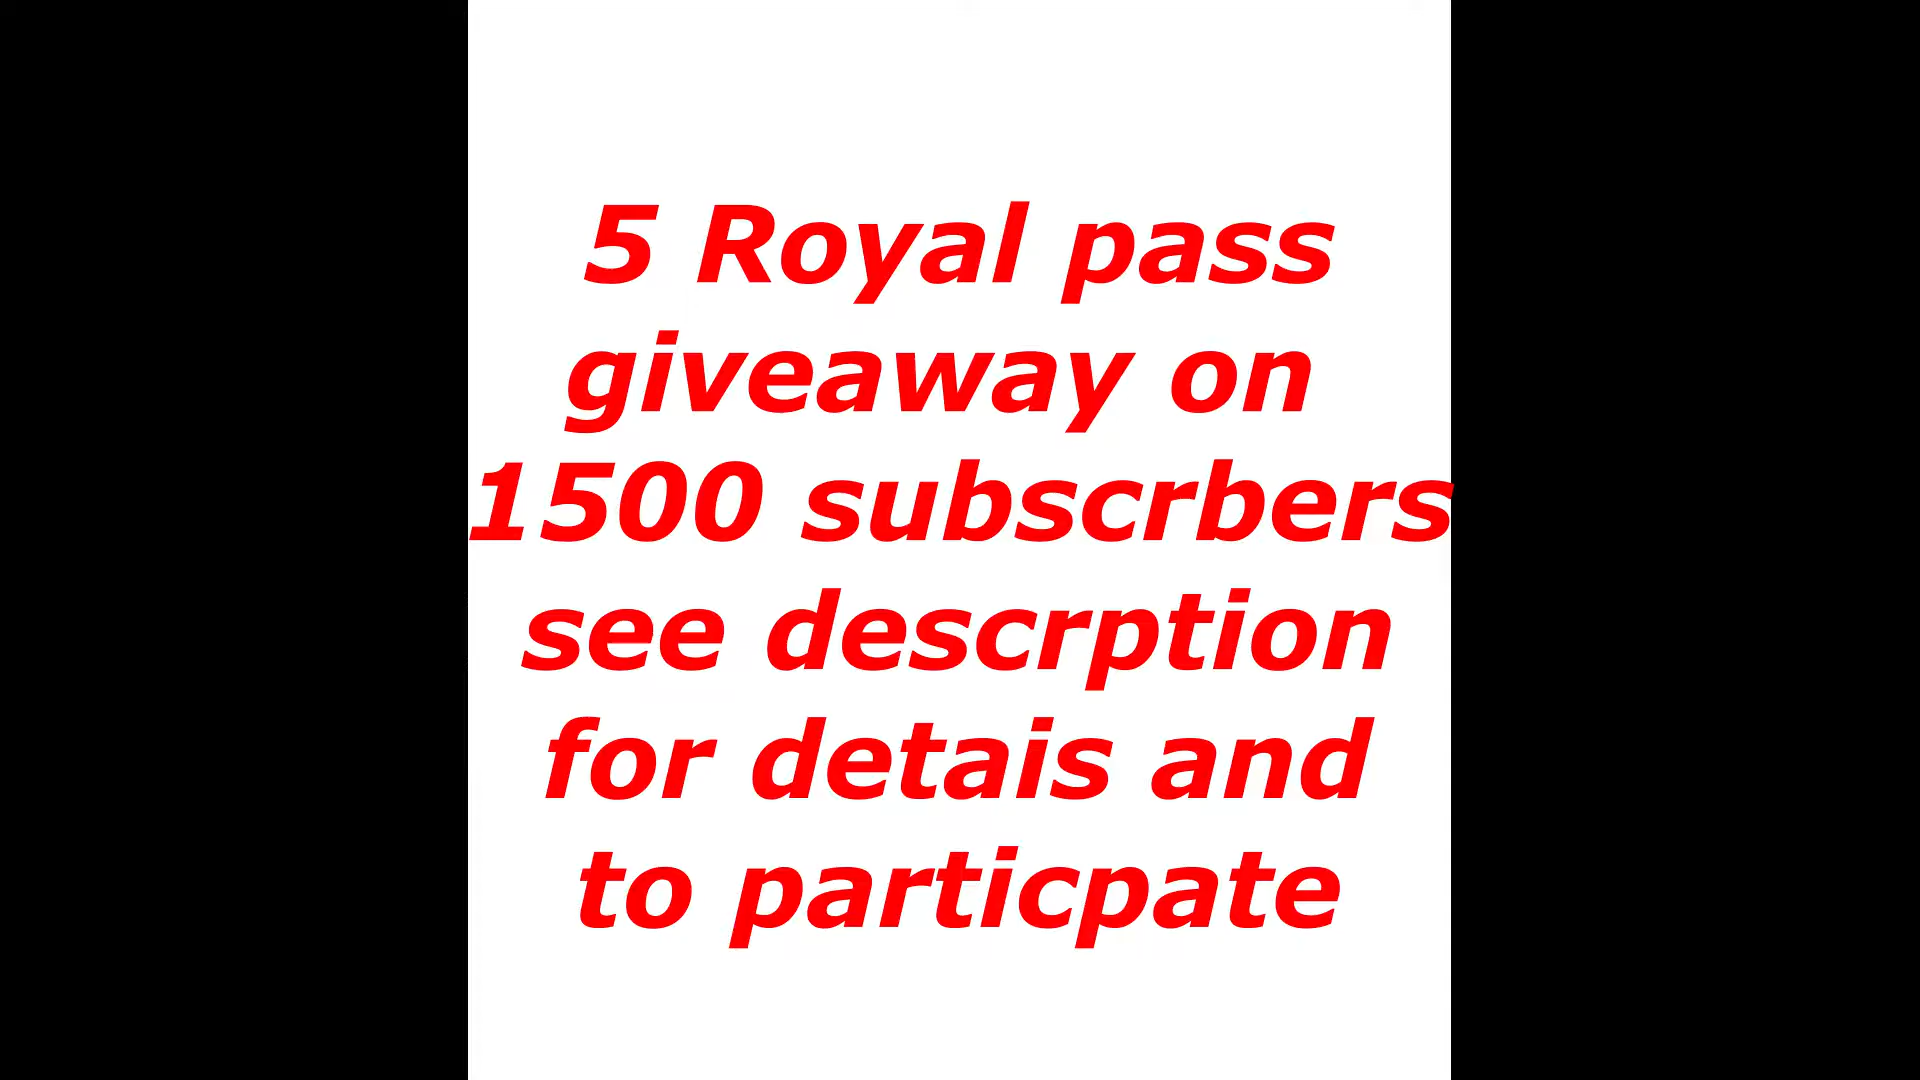 5 Royal pass
giveaway on
1500 subscrbers
see descrption
for detais and
to particpate